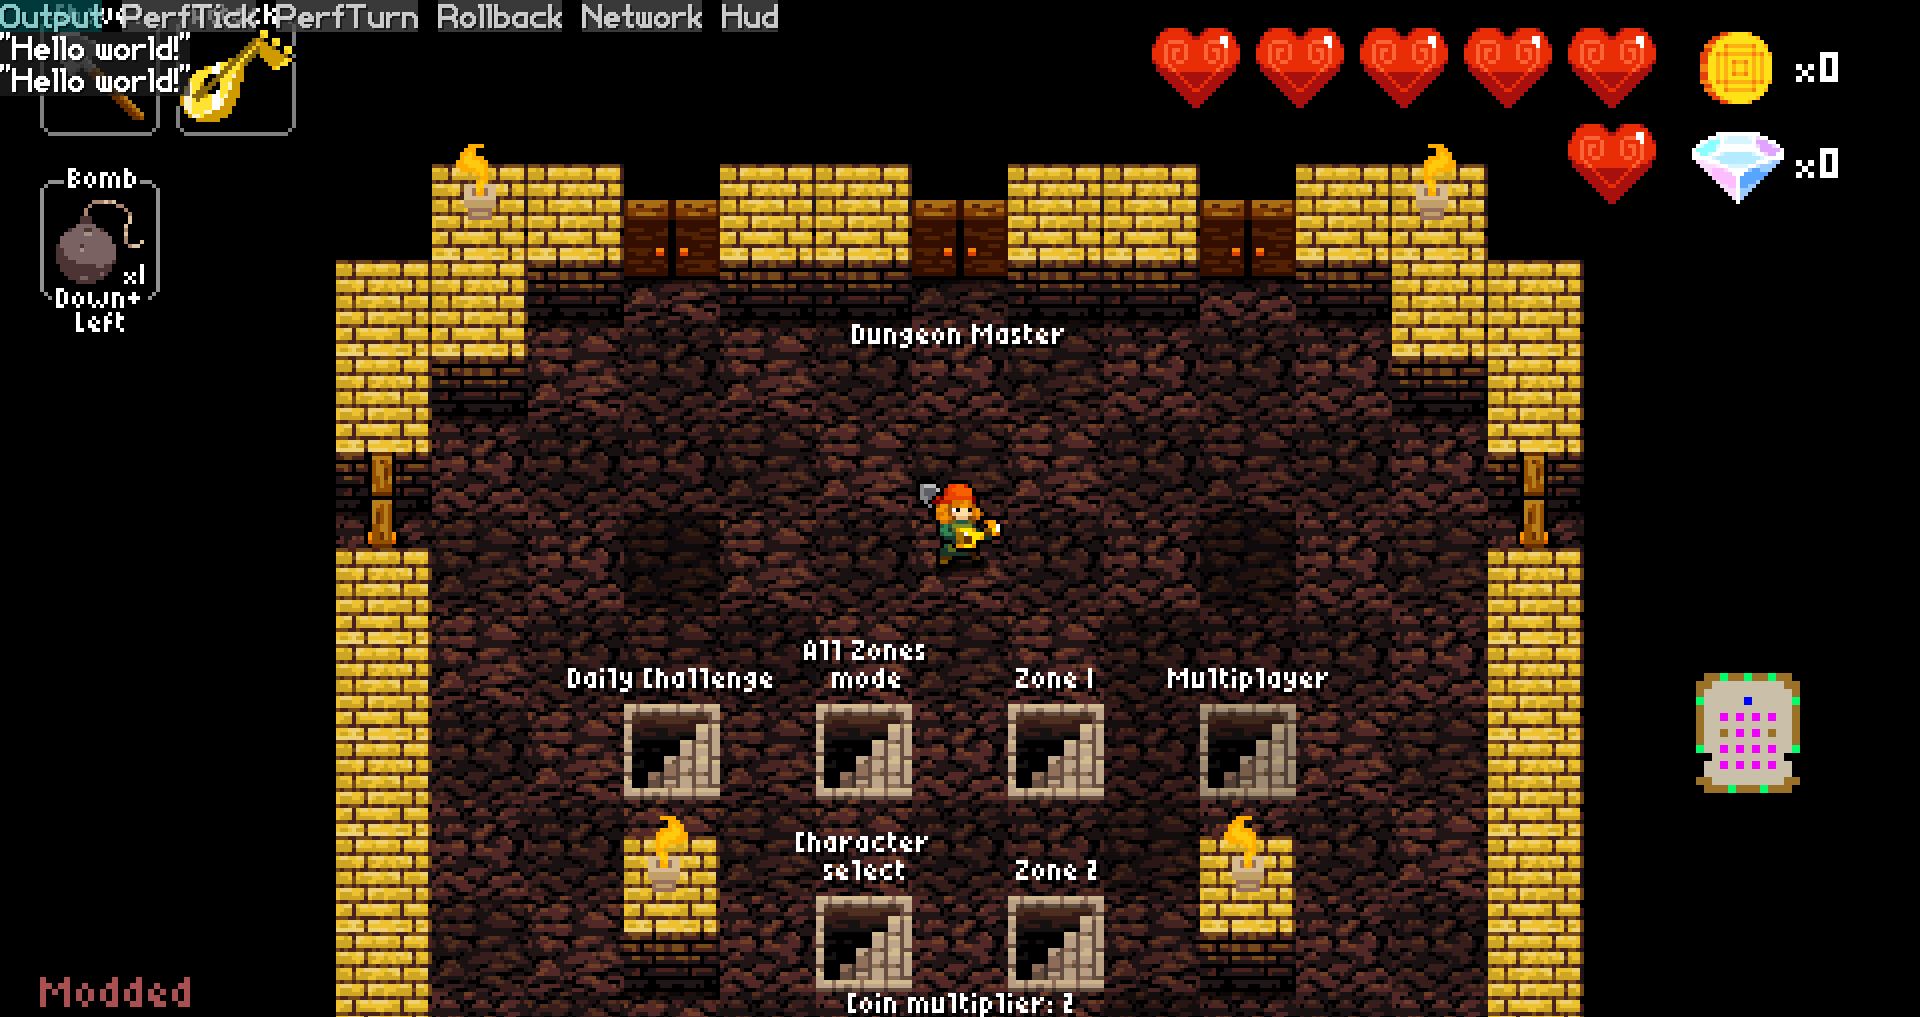 Output PerfTick PerfTurn Rollback Network Hud
"Hello world!"
"Hello world!"
x0
x0
Bomb
x1
Down+
Left
Dungeon Master
All Zones
mode
Daily Challenge
Zone 1
Multiplayer
Character
select
Zone 2
Modded
Coin multiplier: 2